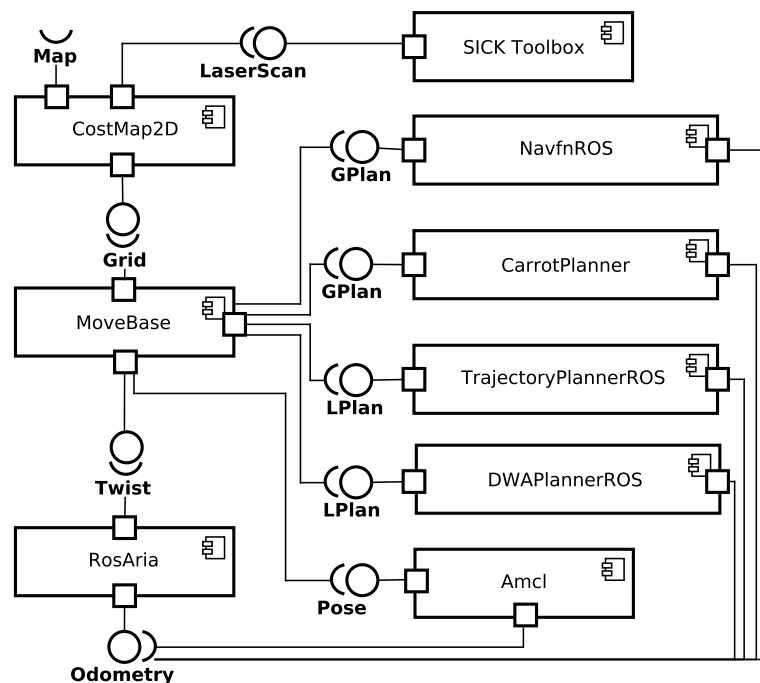 Map
LaserScan
SICK Toolbox
CostMap2D
GPlan
NavfnROS
Grid
GPlan
CarrotPlanner
MoveBase
LPlan
TrajectoryPlannerROS
Twist
LPlan
DWAPlannerROS
RosAria
Pose
Amcl
Odometry